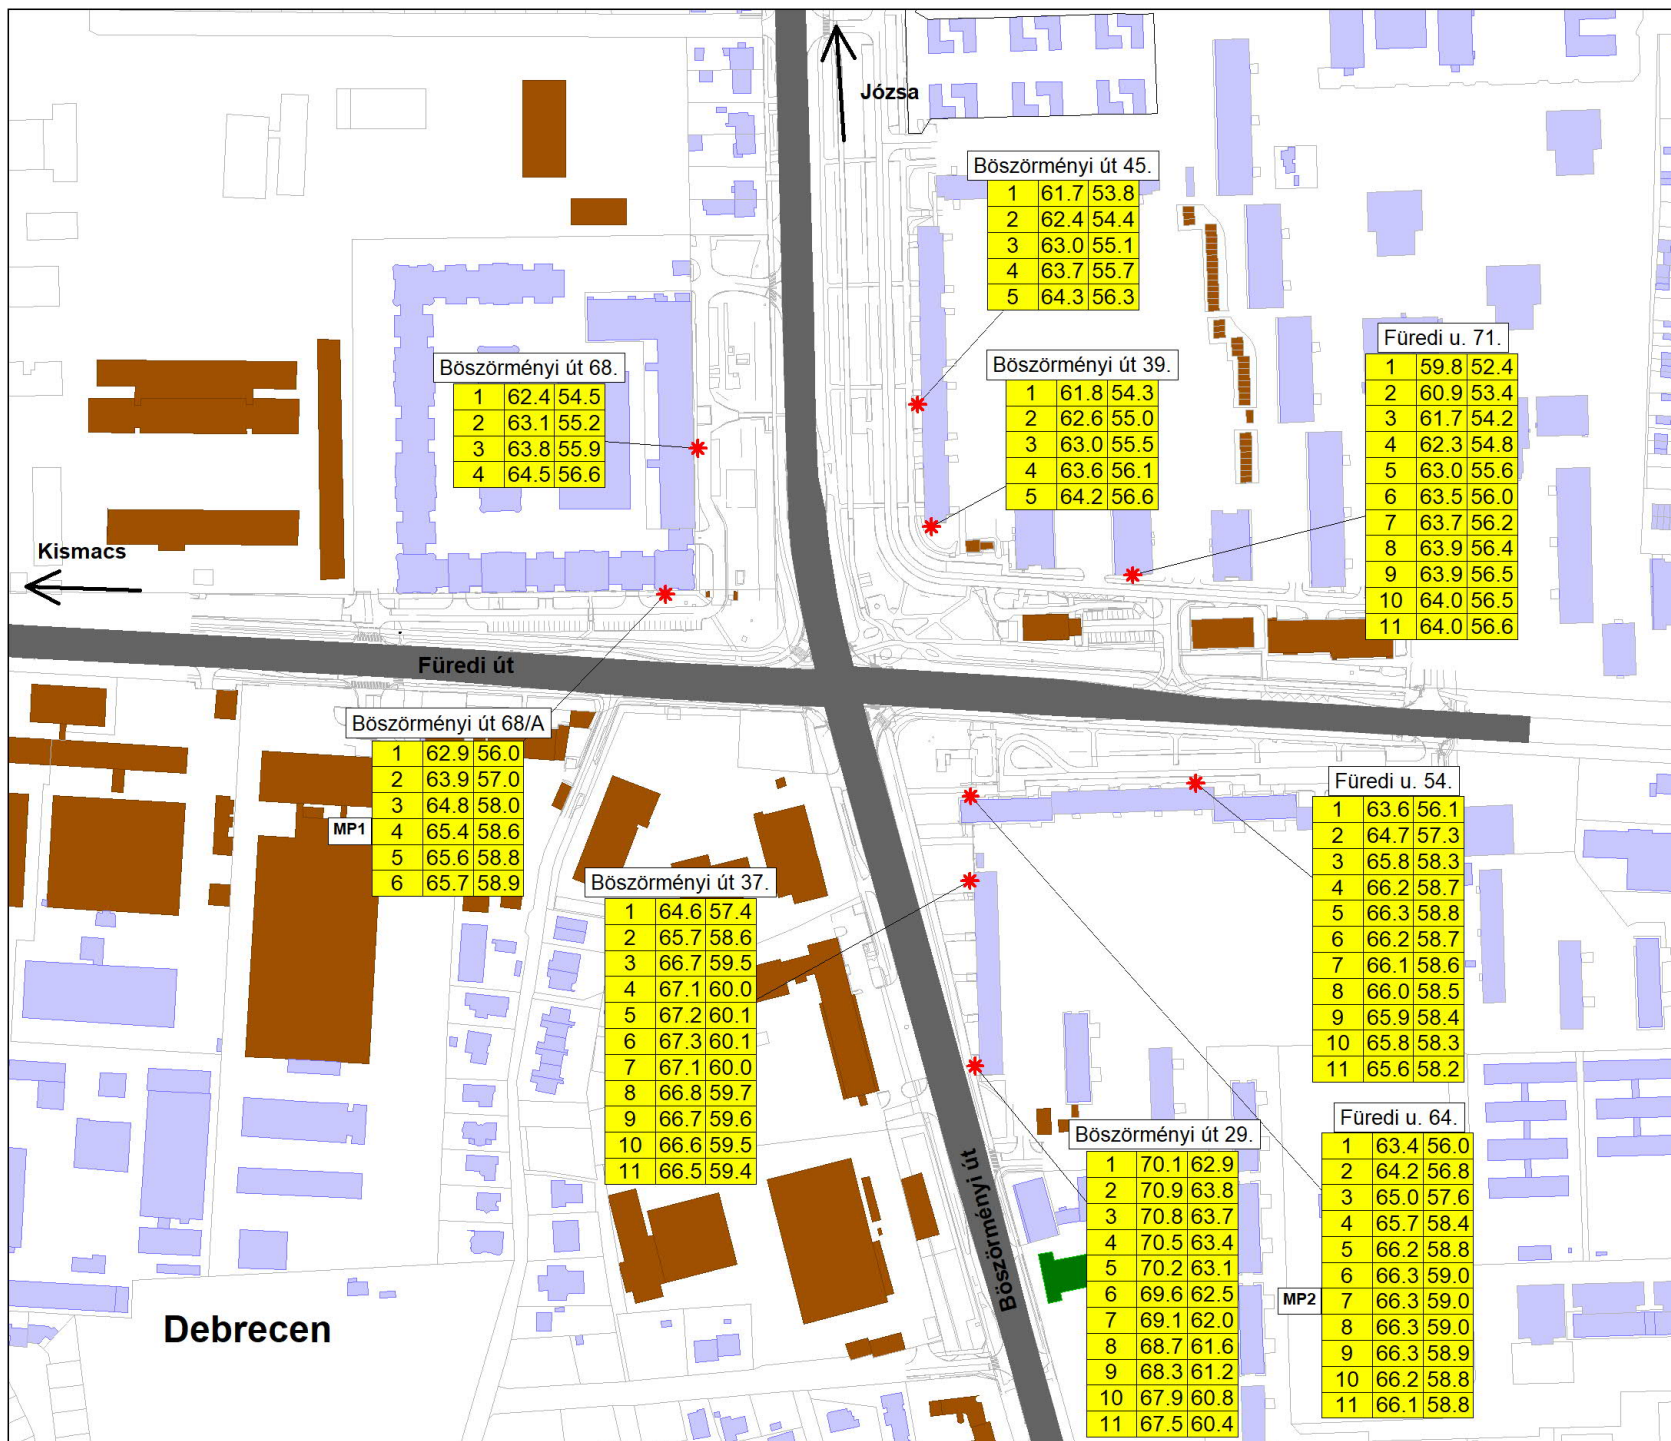 Józsa
Böszörményi út 45.
1 61.7 53.8
2 62.4 54.4
3 63.0 55.1
4 63.7 55.7
5 64.3 56.3
Böszörményi út 68.
1 62.4 54.5
2 63.1 55.2
3 63.8 55.9
4 64.5 56.6
Böszörményi út 39.
1 61.8 54.3
2 62.6 55.0
3 63.0 55.5
4 63.6 56.1
5 64.2 56.6
Füredi u. 71.
1 59.8 52.4
2 60.9 53.4
3 61.7 54.2
4 62.3 54.8
5 63.0 55.6
6 63.5 56.0
7 63.7 56.2
8 63.9 56.4
9 63.9 56.5
10 64.0 56.5
11 64.0 56.6
Kismacs
Füredi út
Böszörményi út 68/A
1 62.9 56.0
2 63.9 57.0
3 64.8 58.0
4 65.4 58.6
5 65.6 58.8
6 65.7 58.9
MP1
Böszörményi út 37.
1 64.6 57.4
2 65.7 58.6
3 66.7 59.5
4 67.1 60.0
5 67.2 60.1
6 67.3 60.1
7 67.1 60.0
8 66.8 59.7
9 66.7 59.6
10 66.6 59.5
11 66.5 59.4
Füredi u. 54.
1 63.6 56.1
2 64.7 57.3
3 65.8 58.3
4 66.2 58.7
5 66.3 58.8
6 66.2 58.7
7 66.1 58.6
8 66.0 58.5
9 65.9 58.4
10 65.8 58.3
11 65.6 58.2
Böszörményi út 29.
1 70.1 62.9
2 70.9 63.8
3 70.8 63.7
4 70.5 63.4
5 70.2 63.1
6 69.6 62.5
7 69.1 62.0
8 68.7 61.6
9 68.3 61.2
10 67.9 60.8
11 67.5 60.4
Füredi u. 64.
1 63.4 56.0
2 64.2 56.8
3 65.0 57.6
4 65.7 58.4
5 66.2 58.8
6 66.3 59.0
7 66.3 59.0
8 66.3 59.0
9 66.3 58.9
10 66.2 58.8
11 66.1 58.8
MP2
Böszörményi út
Debrecen